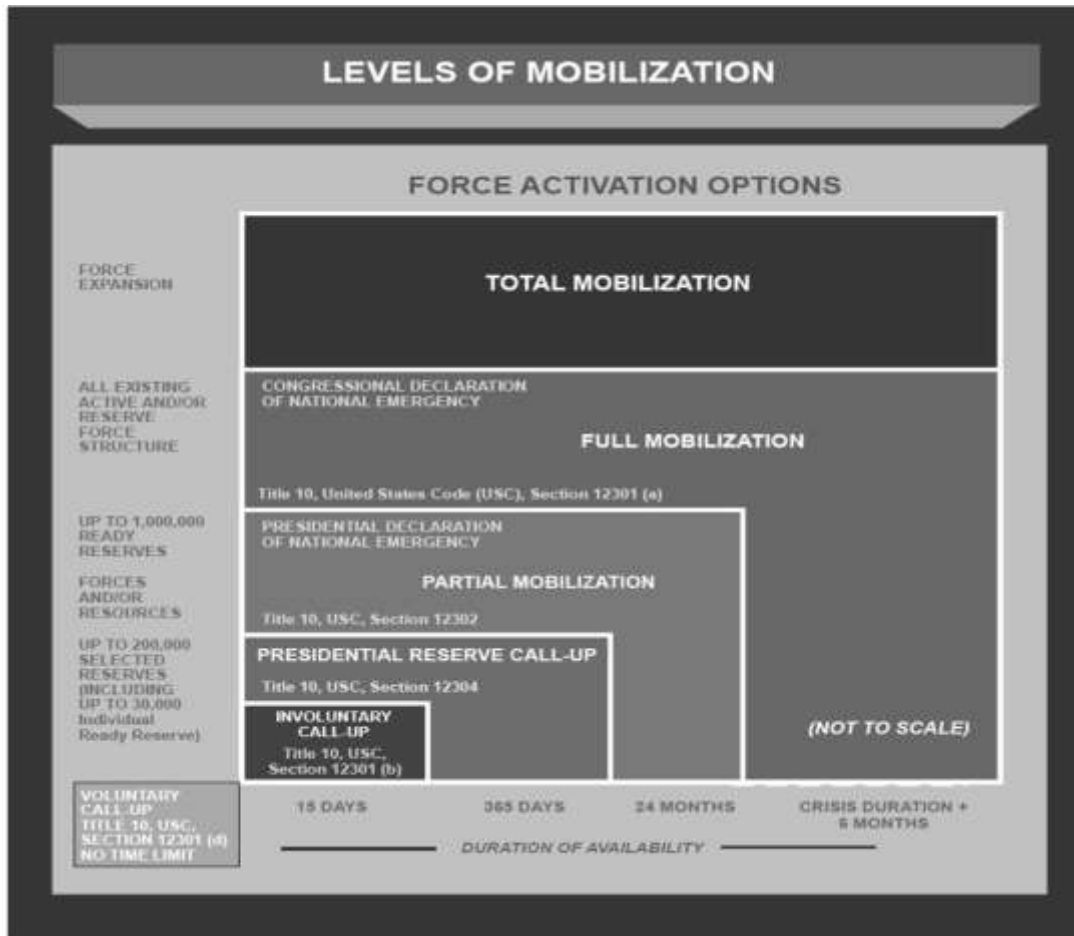 LEVELS OF MOBILIZATION
FORCE ACTIVATION OPTIONS
FORCE
EXPANSION
TOTAL MOBILIZATION
ALL EXISTING
ACTIVE AND/OR
RESERVE
FORCE
STRUCTURE
CONGRESSIONAL DECLARATION
OF NATIONAL EMERGENCY
FULL MOBILIZATION
Title 10, United States Code (USC), Section 12301 (a)
UP TO 1,000,000
READY
RESERVES
FORCES
AND/OR
RESOURCES
PRESIDENTIAL DECLARATION
OF NATIONAL EMERGENCY
PARTIAL MOBILIZATION
Title 10, USC, Section 12302
UP TO 200,000
SELECTED
RESERVES
(INCLUDING
UP TO 30,000
Individual
Ready Reserve)
PRESIDENTIAL RESERVE CALL-UP
Title 10, USC, Section 12304
INVOLUNTARY
CALL-UP
Title 10, USC,
Section 12301 (b)
(NOT TO SCALE)
VOLUNTARY
CALL-UP
TITLE 10, USC,
SECTION 12301 (d)
NO TIME LIMIT
15 DAYS
365 DAYS
24 MONTHS
CRISIS DURATION +
6 MONTHS
DURATION OF AVAILABILITY